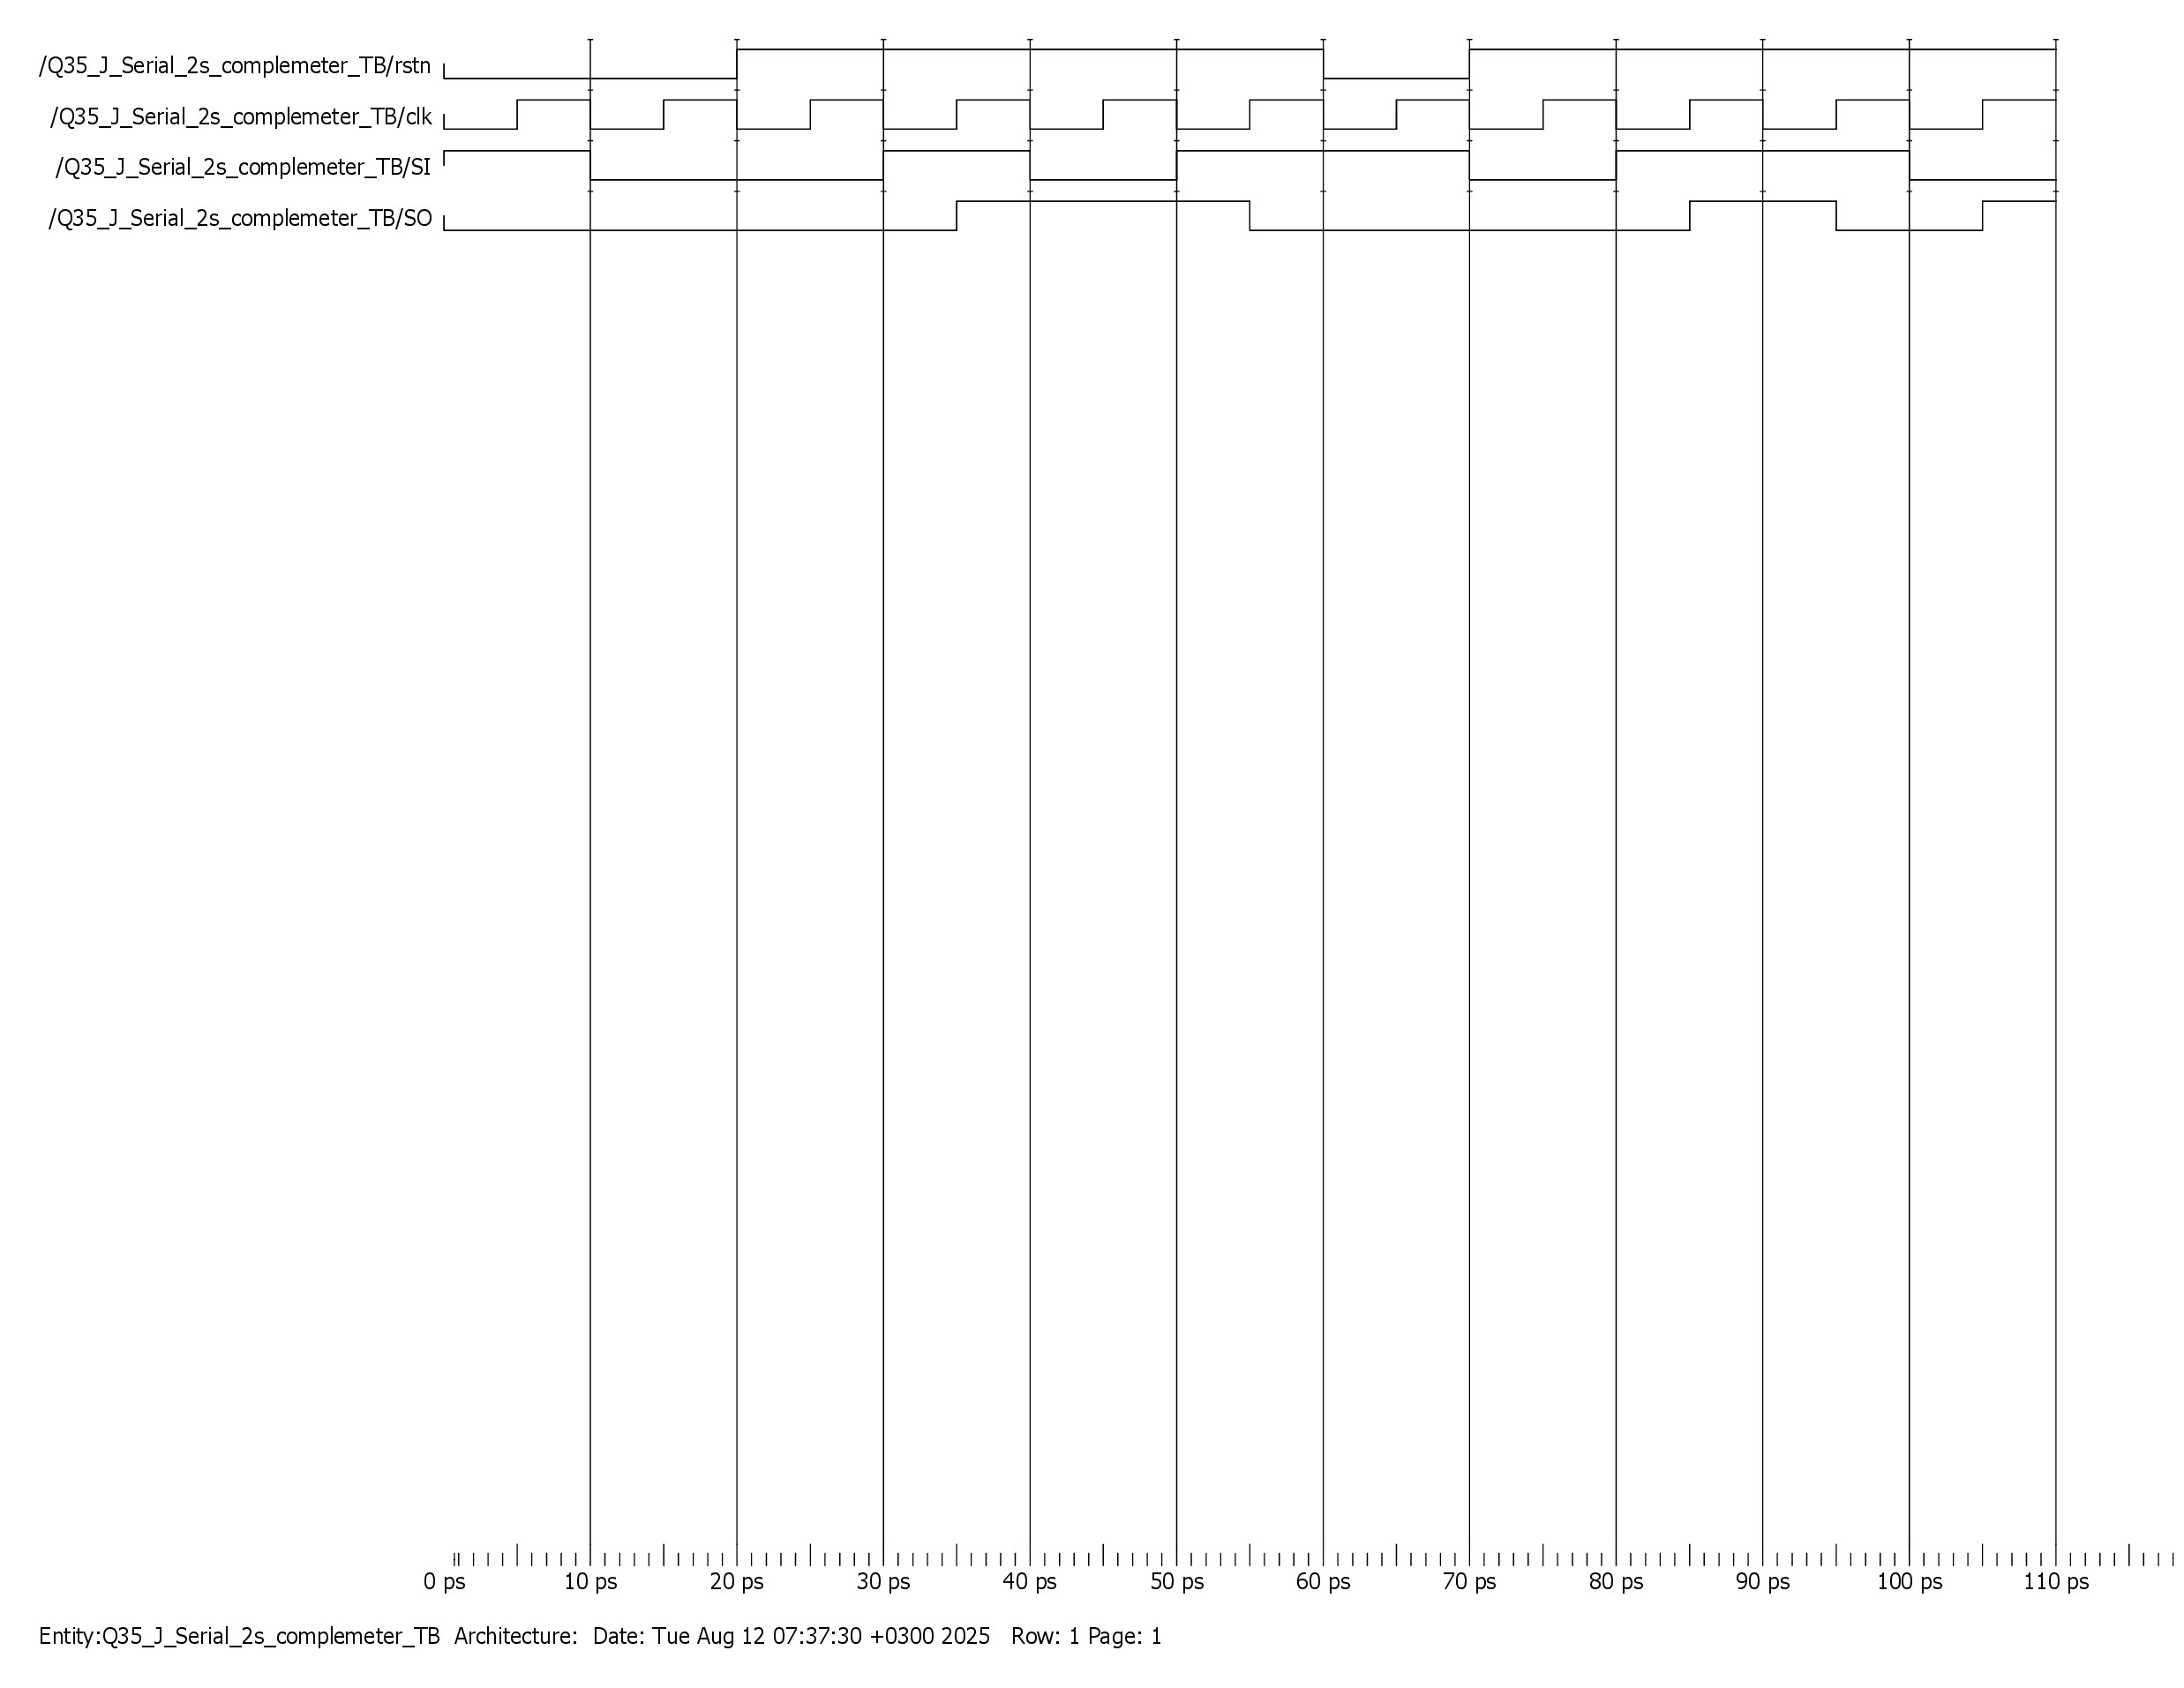 /Q35_J_Serial_2s_complemeter_TB/rstn
/Q35_J_Serial_2s_complemeter_TB/clk
/Q35_J_Serial_2s_complemeter_TB/SI
/Q35_J_Serial_2s_complemeter_TB/SO
0 ps 10 ps 20 ps 30 ps 40 ps 50 ps 60 ps 70 ps 80 ps 90 ps 100 ps 110 ps
Entity:Q35_J_Serial_2s_complemeter_TB Architecture: Date: Tue Aug 12 07:37:30 +0300 2025 Row: 1 Page: 1